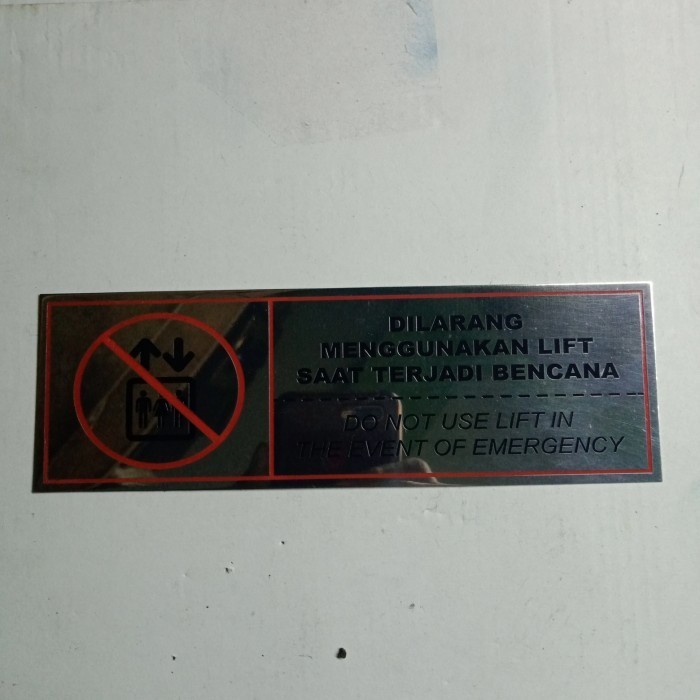 DILARANG
MENGGUNAKAN LIFT
SAAT TERJADI BENCANA
DO NOT USE LIFT IN
THE EVENT OF EMERGENCY